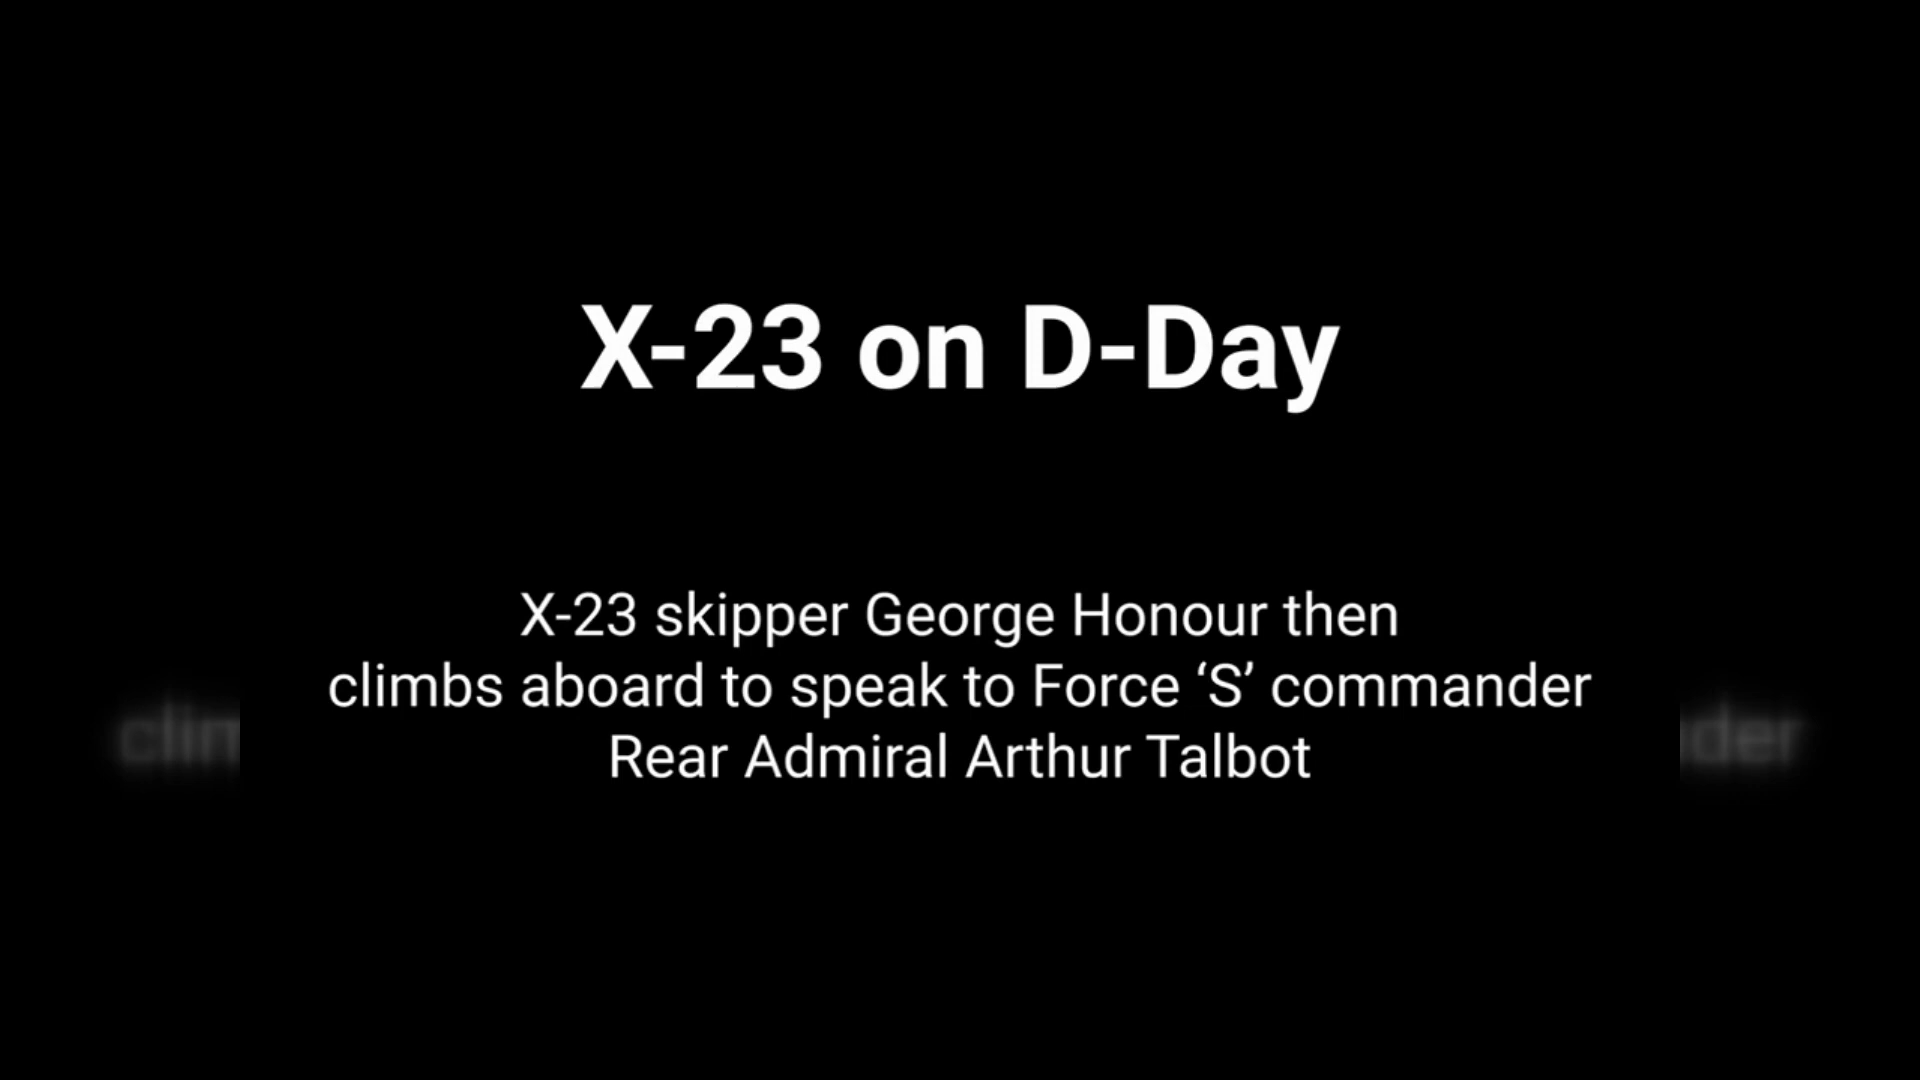 X-23 on D-Day
X-23 skipper George Honour then
climbs aboard to speak to Force ‘S’ commander
Rear Admiral Arthur Talbot